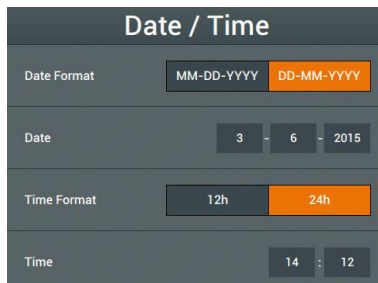 Date / Time
Date Format MM-DD-YYYY DD-MM-YYYY
Date 3 - 6 - 2015
Time Format 12h 24h
Time 14 : 12